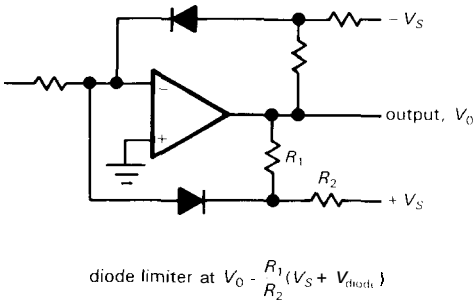 − V_S
−
output, V_0
+
R_1
R_2
+ V_S
diode limiter at V_0 - R_1/R_2 (V_S + V_diode)